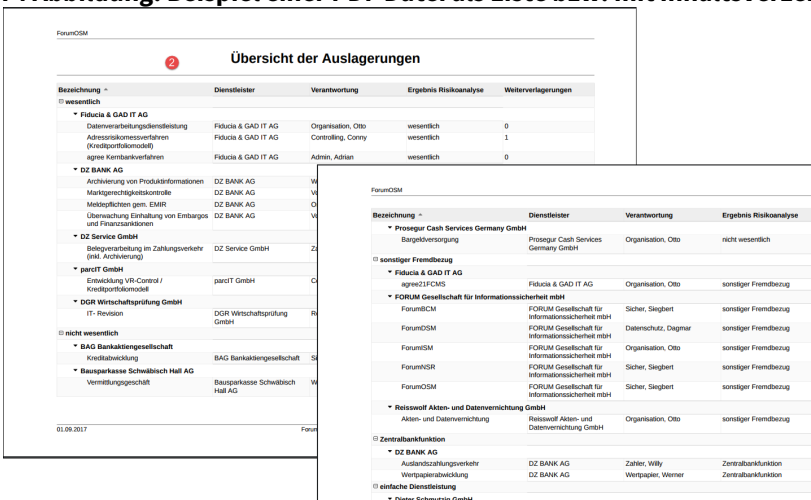 ForumOSM
2 Übersicht der Auslagerungen
Bezeichnung Dienstleister Verantwortung Ergebnis Risikoanalyse Weiterverlagerungen
wesentlich
Fiducia & GAD IT AG
Datenverarbeitungsdienstleistung Fiducia & GAD IT AG Organisation, Otto wesentlich 0
Adressrisikomessverfahren Fiducia & GAD IT AG Controlling, Conny wesentlich 1
(Kreditportfoliomodell)
agree Kernbankverfahren Fiducia & GAD IT AG Admin, Adrian wesentlich 0
DZ BANK AG
Archivierung von Produktinformationen DZ BANK AG
Marktgerechtigkeitskontrolle DZ BANK AG
Meldepflichten gem. EMIR DZ BANK AG
Überwachung Einhaltung von Embargos DZ BANK AG
und Finanzsanktionen
DZ Service GmbH
Belegverarbeitung im Zahlungsverkehr DZ Service GmbH
(inkl. Archivierung)
parcIT GmbH
Entwicklung VR-Control / parcIT GmbH
Kreditportfoliomodell
DGR Wirtschaftsprüfung GmbH
IT- Revision DGR Wirtschaftsprüfung
GmbH
nicht wesentlich
BAG Bankaktiengesellschaft
Kreditabwicklung BAG Bankaktiengesellschaft
Bausparkasse Schwäbisch Hall AG
Vermittlungsgeschäft Bausparkasse Schwäbisch
Hall AG
01.09.2017 Forum
ForumOSM
Bezeichnung Dienstleister Verantwortung Ergebnis Risikoanalyse
Prosegur Cash Services Germany GmbH
Bargeldversorgung Prosegur Cash Services Organisation, Otto nicht wesentlich
Germany GmbH
sonstiger Fremdbezug
Fiducia & GAD IT AG
agree21FCMS Fiducia & GAD IT AG Organisation, Otto sonstiger Fremdbezug
FORUM Gesellschaft für Informationssicherheit mbH
ForumBCM FORUM Gesellschaft für Sicher, Siegbert sonstiger Fremdbezug
Informationssicherheit mbH
ForumDSM FORUM Gesellschaft für Datenschutz, Dagmar sonstiger Fremdbezug
Informationssicherheit mbH
ForumISM FORUM Gesellschaft für Organisation, Otto sonstiger Fremdbezug
Informationssicherheit mbH
ForumNSR FORUM Gesellschaft für Sicher, Siegbert sonstiger Fremdbezug
Informationssicherheit mbH
ForumOSM FORUM Gesellschaft für Sicher, Siegbert sonstiger Fremdbezug
Informationssicherheit mbH
Reisswolf Akten- und Datenvernichtung GmbH
Akten- und Datenvernichtung Reisswolf Akten- und Organisation, Otto sonstiger Fremdbezug
Datenvernichtung GmbH
Zentralbankfunktion
DZ BANK AG
Auslandszahlungsverkehr DZ BANK AG Zahler, Willy Zentralbankfunktion
Wertpapierabwicklung DZ BANK AG Wertpapier, Werner Zentralbankfunktion
einfache Dienstleistung
Dieter Schmutzin GmbH